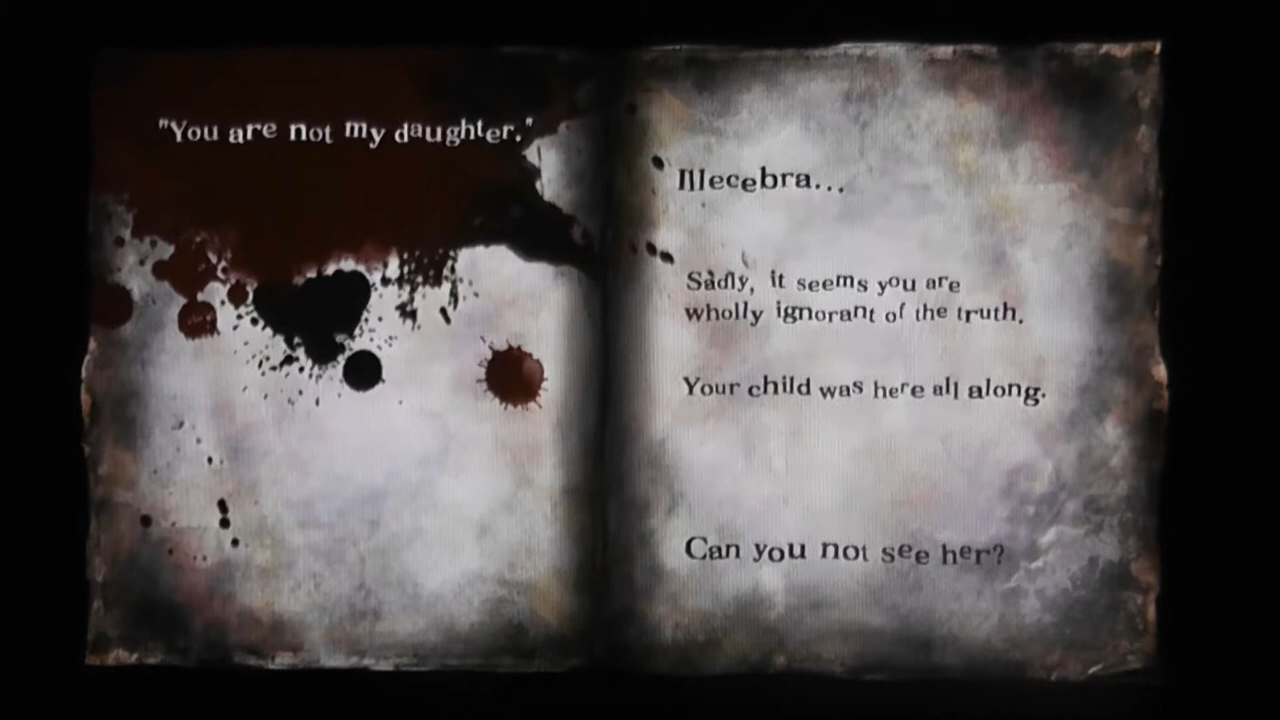 "You are not my daughter."
Illecebra...
Sadly, it seems you are
wholly ignorant of the truth.
Your child was here all along.
Can you not see her?